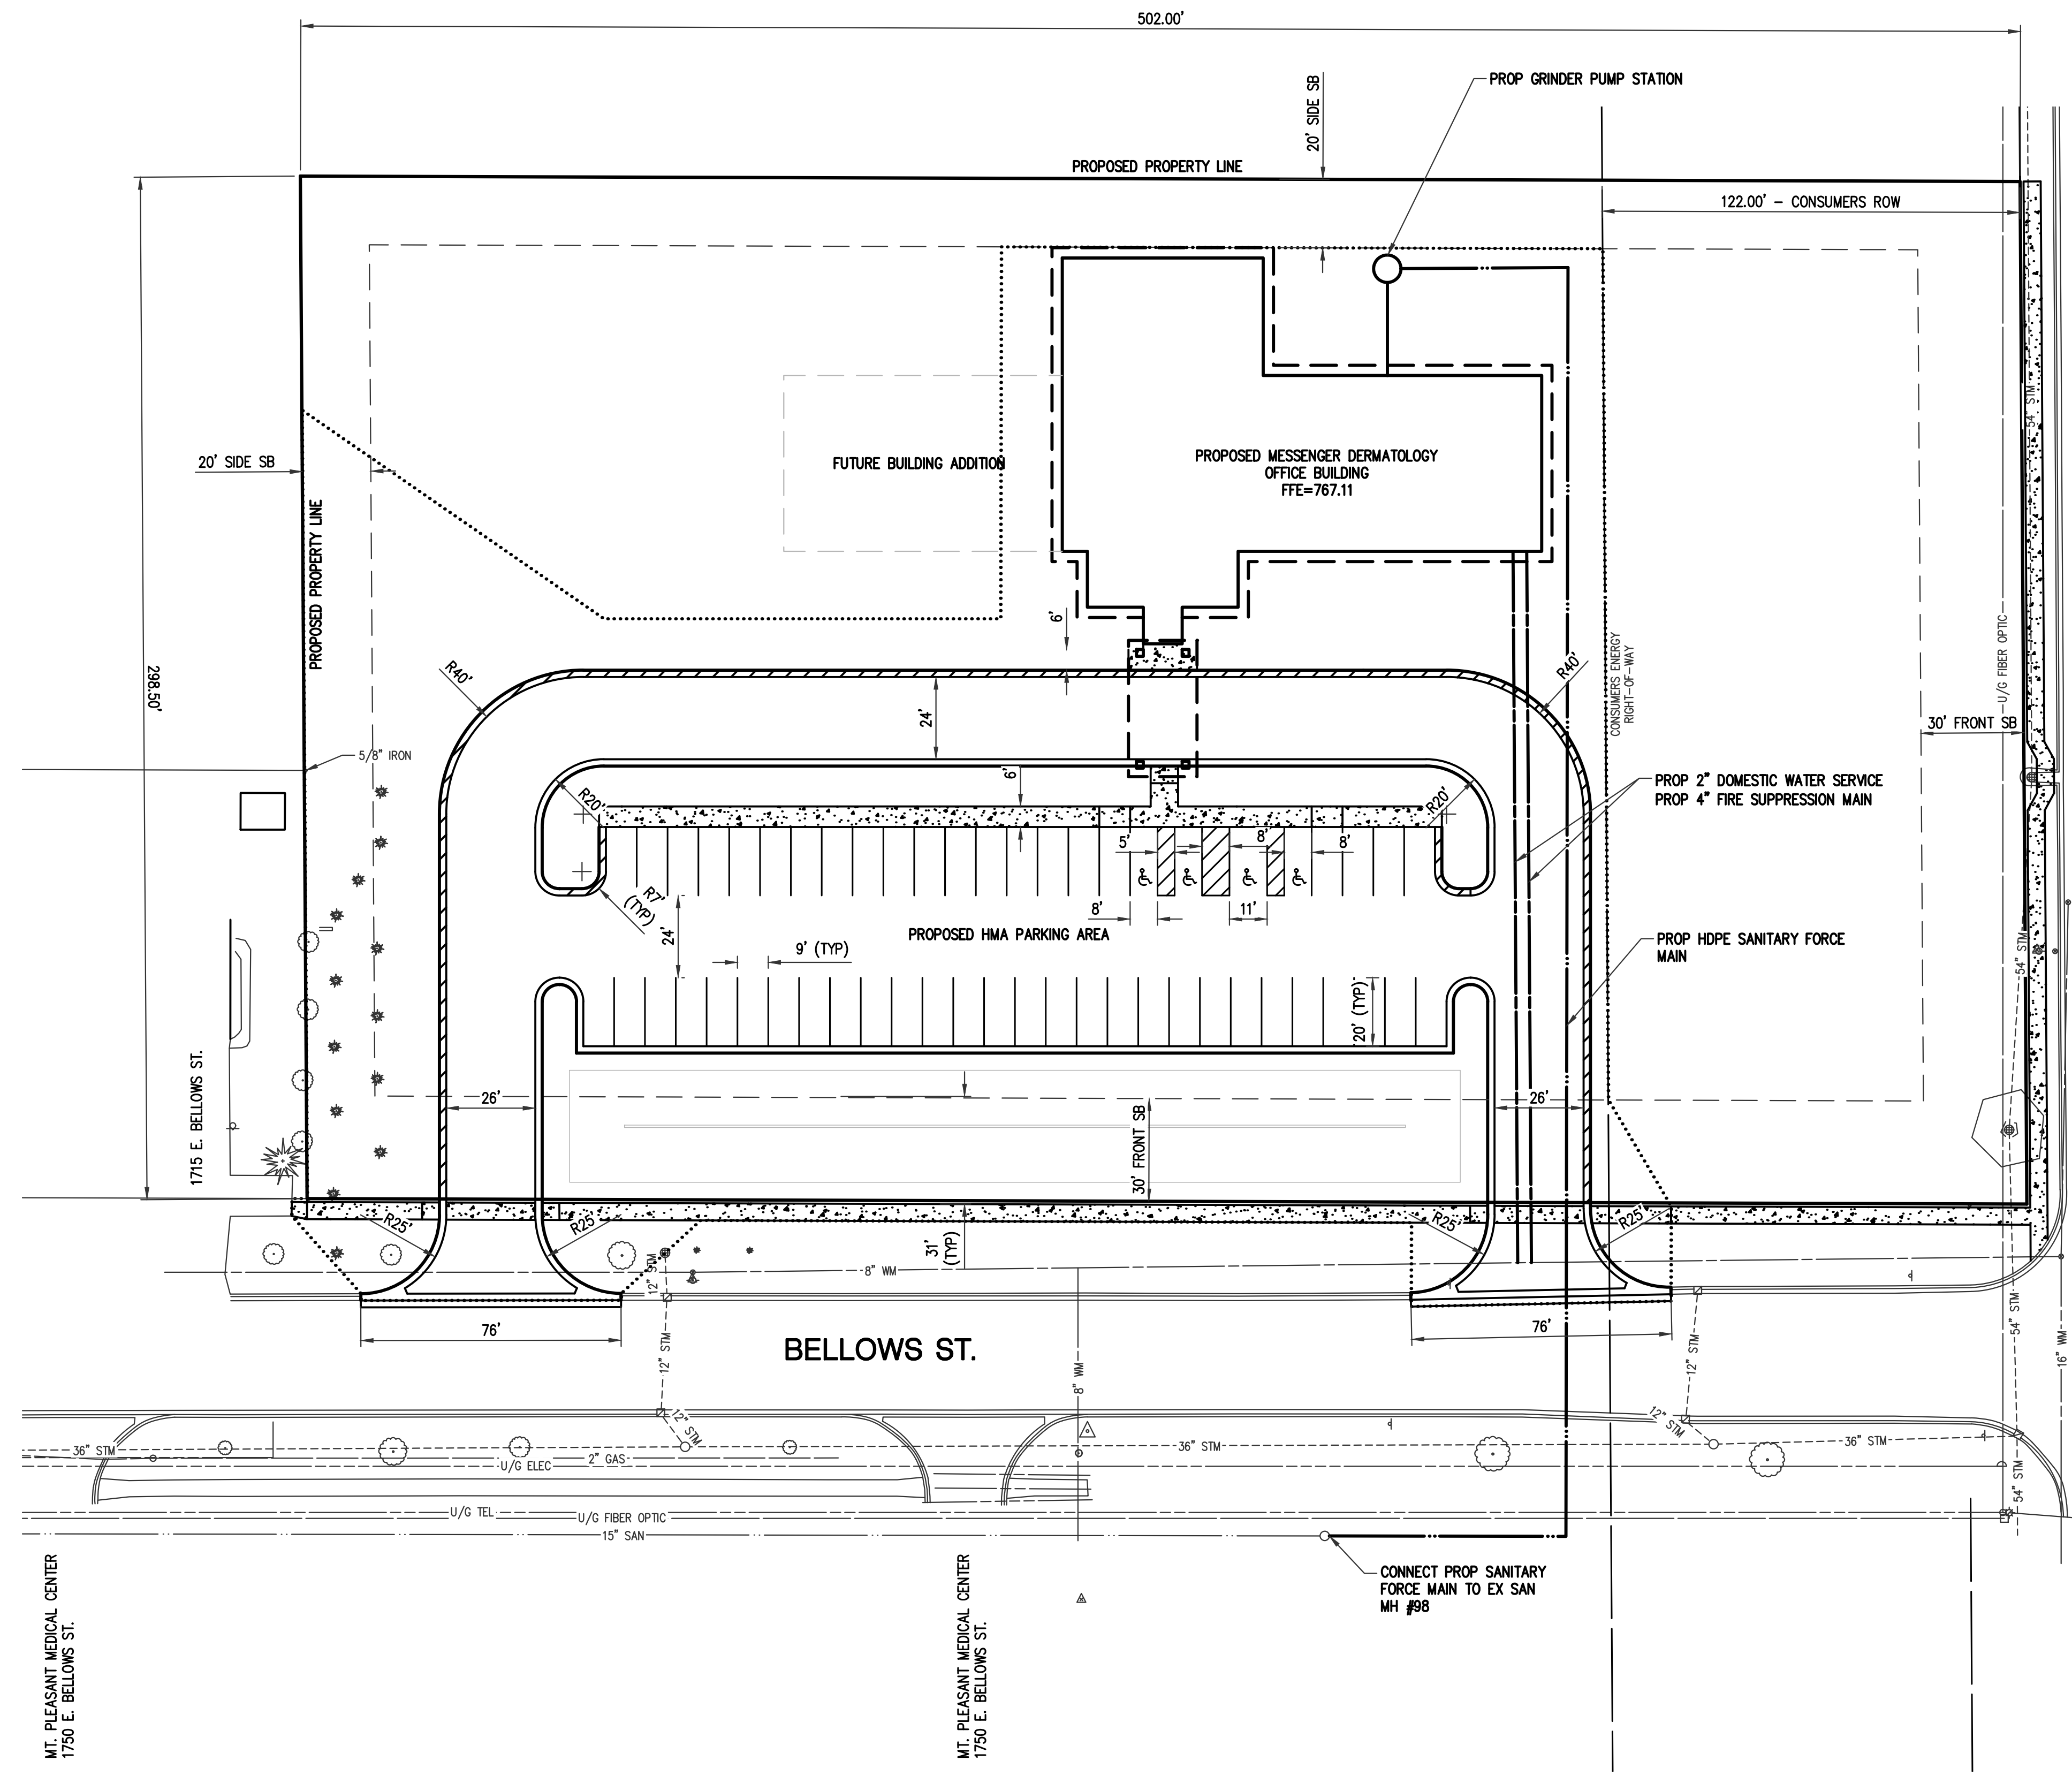 502.00'
PROP GRINDER PUMP STATION
20' SIDE SB
PROPOSED PROPERTY LINE
122.00' - CONSUMERS ROW
54" STM
20' SIDE SB
FUTURE BUILDING ADDITION
PROPOSED MESSENGER DERMATOLOGY
OFFICE BUILDING
FFE=767.11
PROPOSED PROPERTY LINE
298.50'
6'
R40'
R40'
CONSUMERS ENERGY
RIGHT-OF-WAY
U/G FIBER OPTIC
30' FRONT SB
24'
5/8" IRON
6'
R20'
R20'
PROP 2" DOMESTIC WATER SERVICE
PROP 4" FIRE SUPPRESSION MAIN
5'
8'
8'
R7'
(TYP)
8'
11'
24'
PROPOSED HMA PARKING AREA
9' (TYP)
PROP HDPE SANITARY FORCE
MAIN
54" STM
20' (TYP)
1715 E. BELLOWS ST.
26'
26'
30' FRONT SB
R25'
R25'
R25'
R25'
31'
(TYP)
12" STM
8" WM
76'
76'
12" STM
BELLOWS ST.
8" WM
12" STM
54" STM
16" WM
12" STM
12" STM
36" STM
36" STM
36" STM
2" GAS
U/G ELEC
54" STM
U/G TEL
U/G FIBER OPTIC
15" SAN
CONNECT PROP SANITARY
FORCE MAIN TO EX SAN
MH #98
MT. PLEASANT MEDICAL CENTER
1750 E. BELLOWS ST.
MT. PLEASANT MEDICAL CENTER
1750 E. BELLOWS ST.